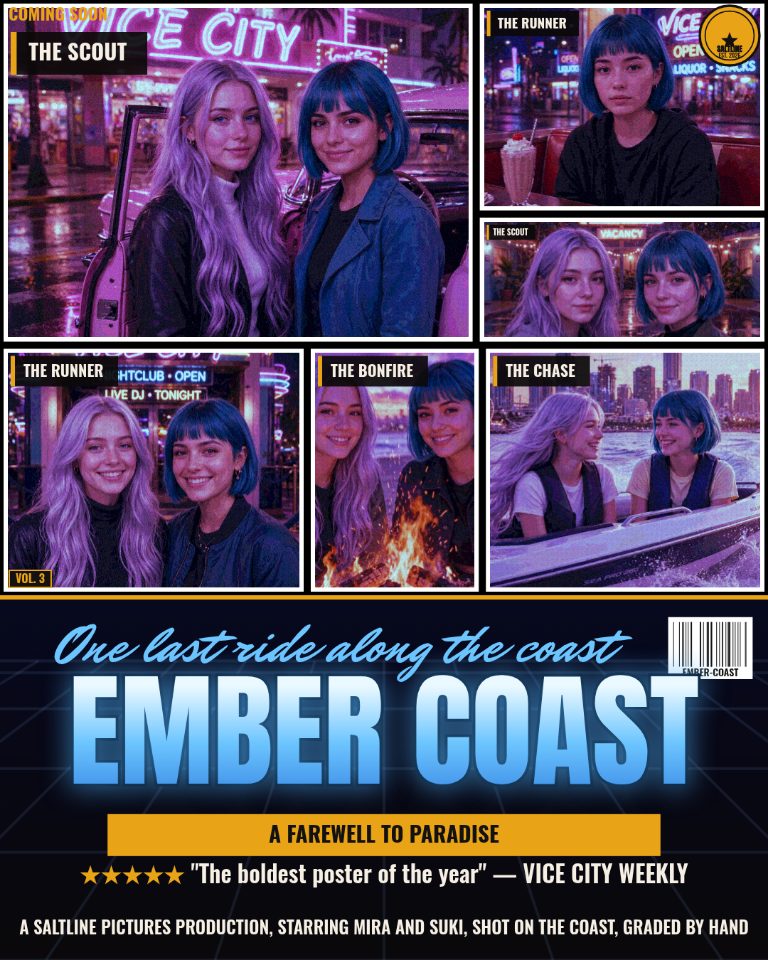 COMING SOON
VICE CITY
THE SCOUT
THE RUNNER
VICE
OPEN
LIQUOR
LIQUOR • SNACKS
SALTLINE
EST. 2026
THE SCOUT
VACANCY
THE RUNNER
NIGHTCLUB • OPEN
LIVE DJ • TONIGHT
VOL. 3
THE BONFIRE
THE CHASE
One last ride along the coast
EMBER-COAST
EMBER COAST
A FAREWELL TO PARADISE
★★★★★ "The boldest poster of the year" — VICE CITY WEEKLY
A SALTLINE PICTURES PRODUCTION, STARRING MIRA AND SUKI, SHOT ON THE COAST, GRADED BY HAND